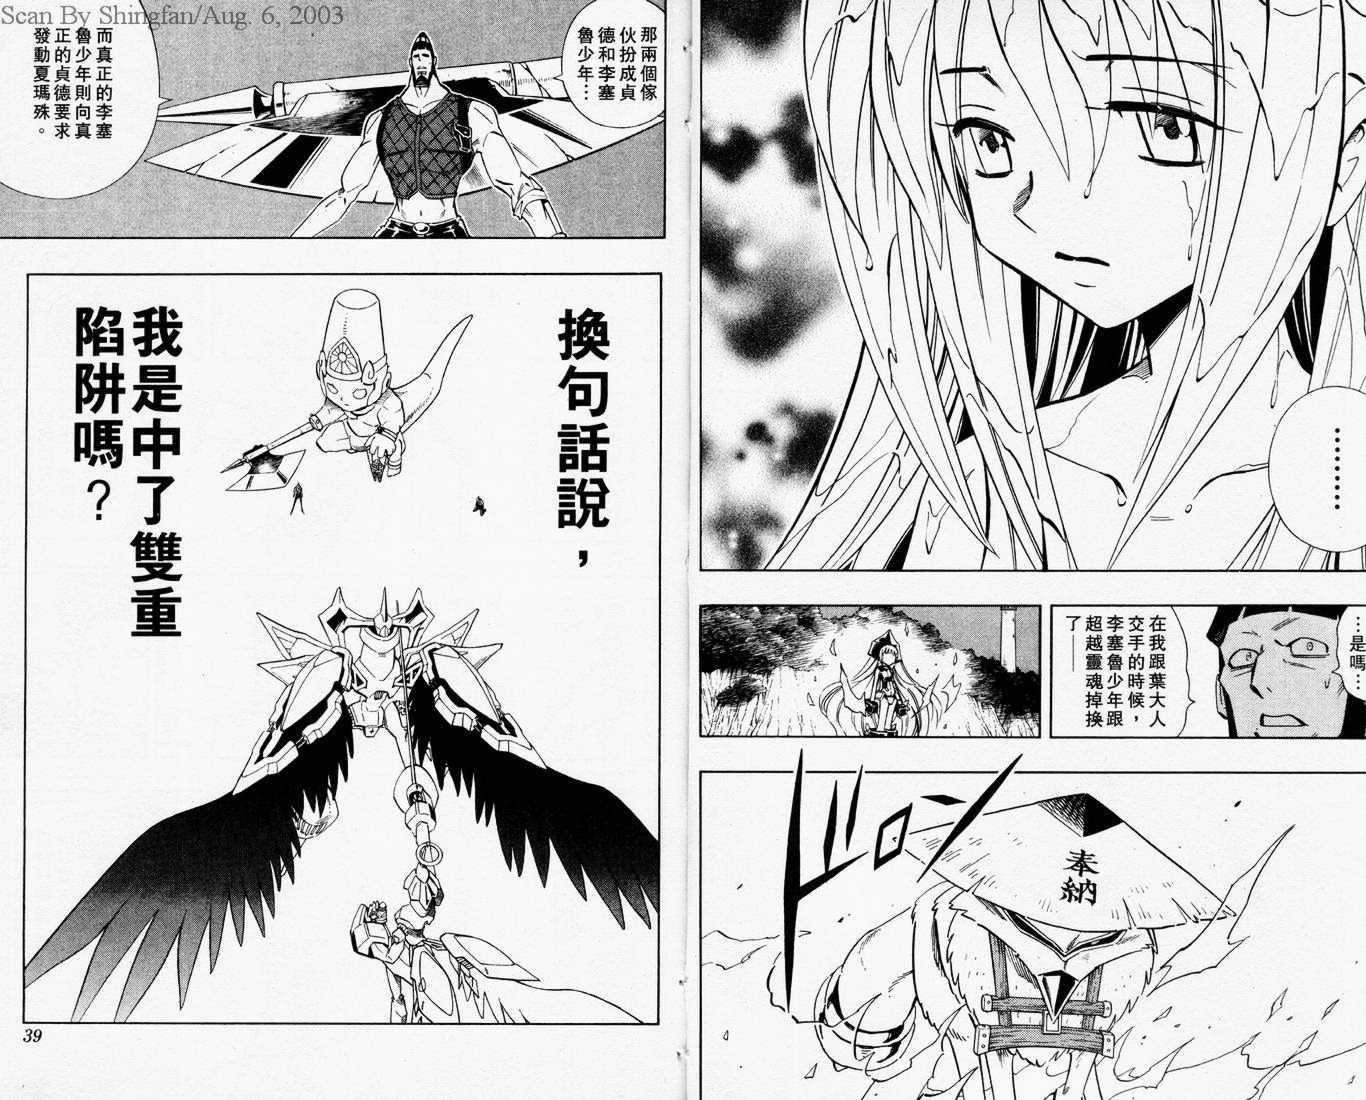 Scan By Shingfan/Aug. 6, 2003
………
…是嗎…
在我跟葉大人
交手的時候，
李塞魯少年跟
超越靈魂掉換
了——
ドロン
奉納
那兩個傢
伙扮成貞
德和李塞
魯少年…
而真正的李塞
魯少年則向真
正的貞德要求
發動夏瑪殊。
換句話說，
我是中了雙重
陷阱嗎？
39